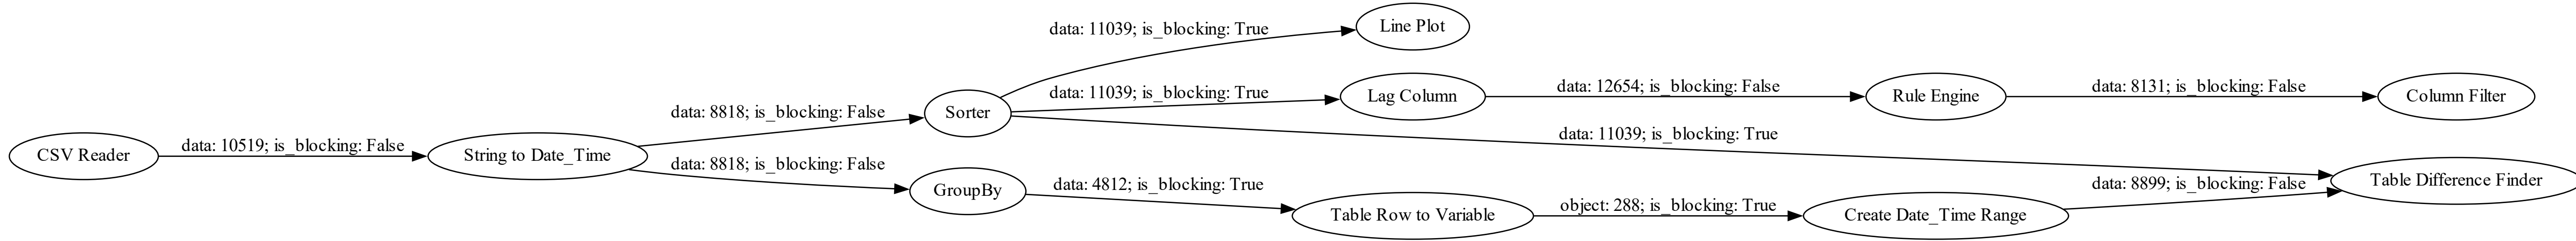 data: 11039; is_blocking: True
Line Plot
data: 11039; is_blocking: True
Lag Column
data: 12654; is_blocking: False
Rule Engine
data: 8131; is_blocking: False
Column Filter
data: 8818; is_blocking: False
Sorter
data: 11039; is_blocking: True
CSV Reader
data: 10519; is_blocking: False
String to Date_Time
data: 8818; is_blocking: False
GroupBy
data: 4812; is_blocking: True
Table Row to Variable
object: 288; is_blocking: True
Create Date_Time Range
data: 8899; is_blocking: False
Table Difference Finder